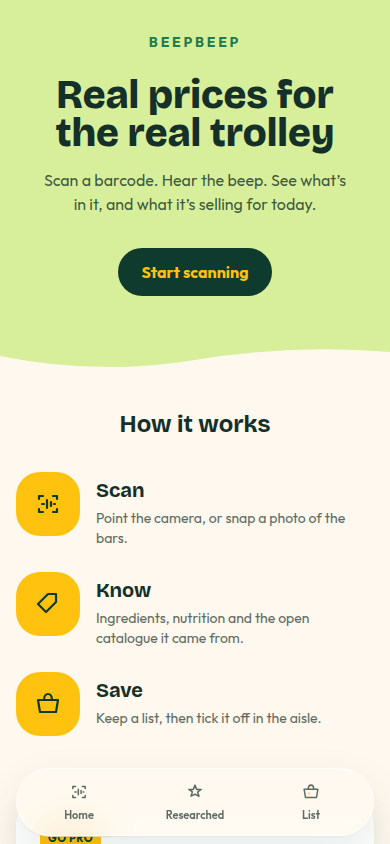 BEEPBEEP
Real prices for
the real trolley
Scan a barcode. Hear the beep. See what’s
in it, and what it’s selling for today.
Start scanning
How it works
Scan
Point the camera, or snap a photo of the
bars.
Know
Ingredients, nutrition and the open
catalogue it came from.
Save
Keep a list, then tick it off in the aisle.
Home
Researched
List
GO PRO